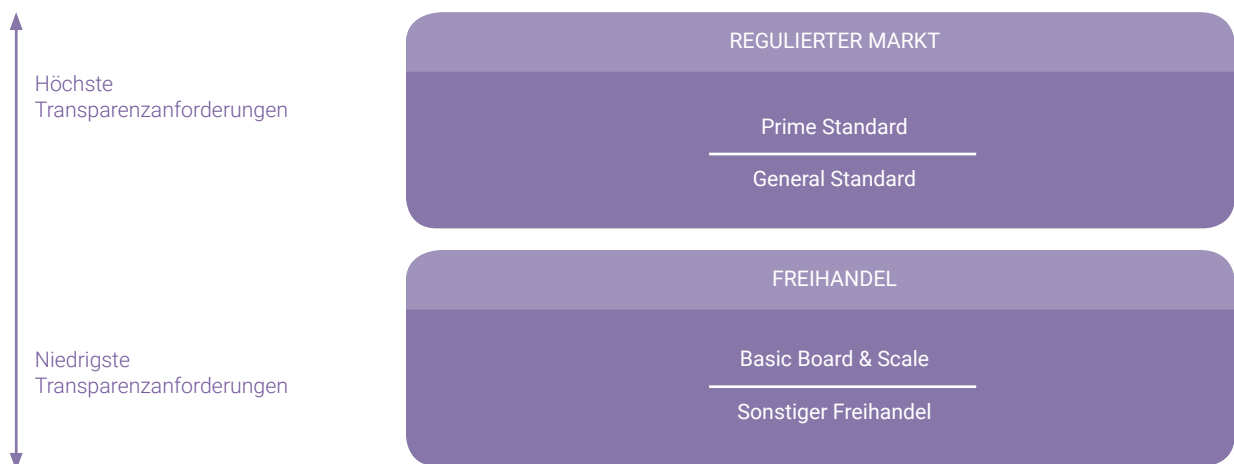 REGULIERTER MARKT
Höchste
Transparenzanforderungen
Prime Standard
General Standard
FREIHANDEL
Niedrigste
Transparenzanforderungen
Basic Board & Scale
Sonstiger Freihandel